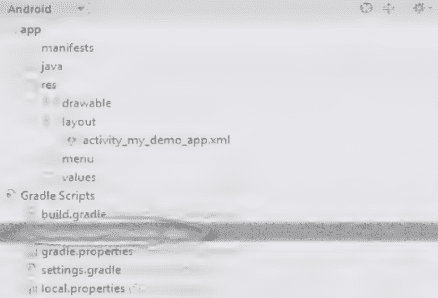 Android
app
manifests
java
res
drawable
layout
activity_my_demo_app.xml
menu
values
Gradle Scripts
build.gradle
gradle.properties
settings.gradle
local.properties